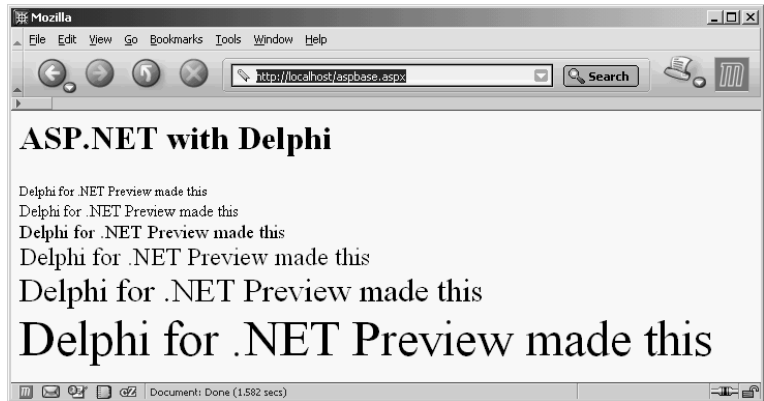 Mozilla
File Edit View Go Bookmarks Tools Window Help
http://localhost/aspbase.aspx Search
ASP.NET with Delphi
Delphi for .NET Preview made this
Delphi for .NET Preview made this
Delphi for .NET Preview made this
Delphi for .NET Preview made this
Delphi for .NET Preview made this
Delphi for .NET Preview made this
Document: Done (1.582 secs)